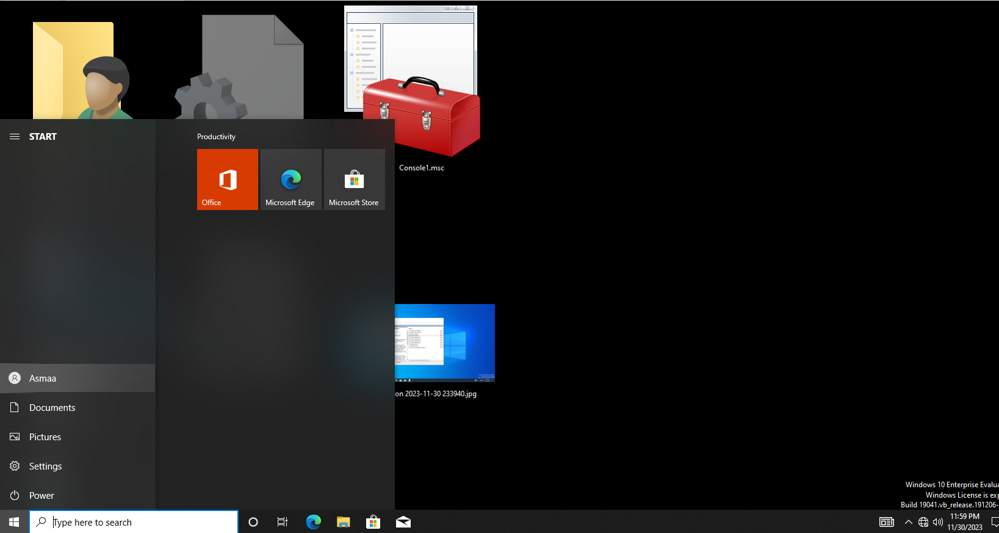 START
Productivity
Office
Microsoft Edge
Microsoft Store
Console1.msc
on 2023-11-30 233940.jpg
Asmaa
Documents
Pictures
Settings
Power
Windows 10 Enterprise Evalua
Windows License is exp
Build 19041.vb_release.191206-
Type here to search
11:59 PM
11/30/2023